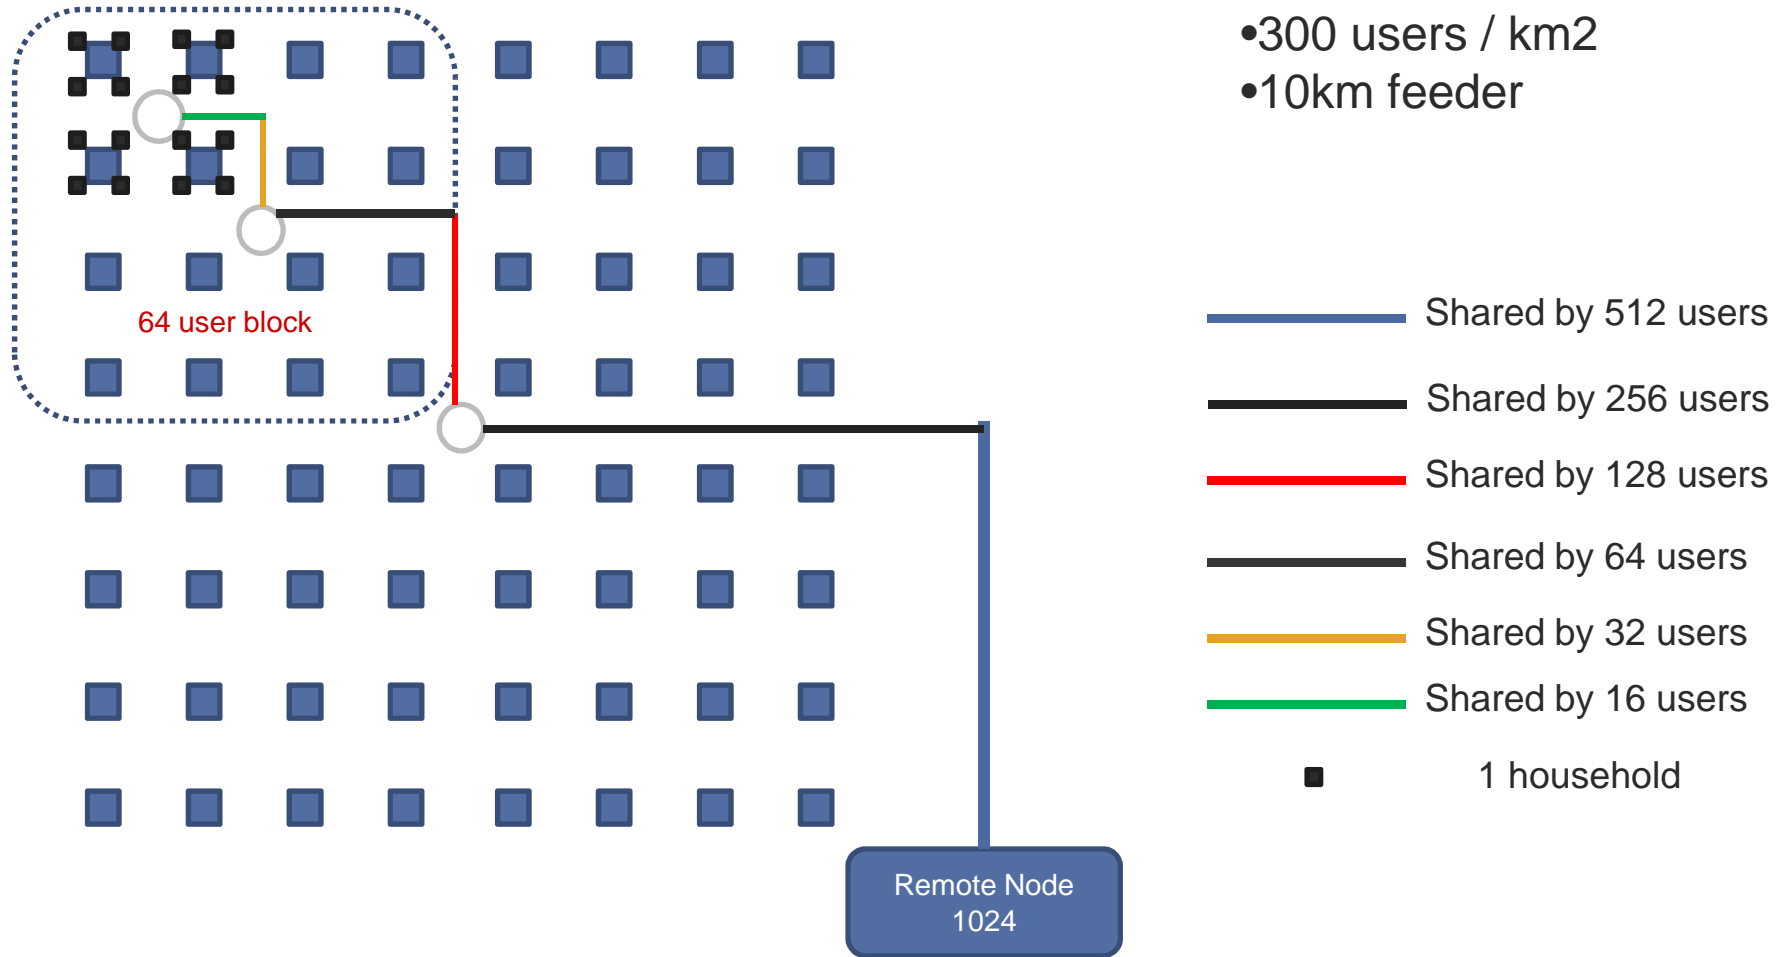 •300 users / km2
•10km feeder
64 user block
Shared by 512 users
Shared by 256 users
Shared by 128 users
Shared by 64 users
Shared by 32 users
Shared by 16 users
1 household
Remote Node
1024